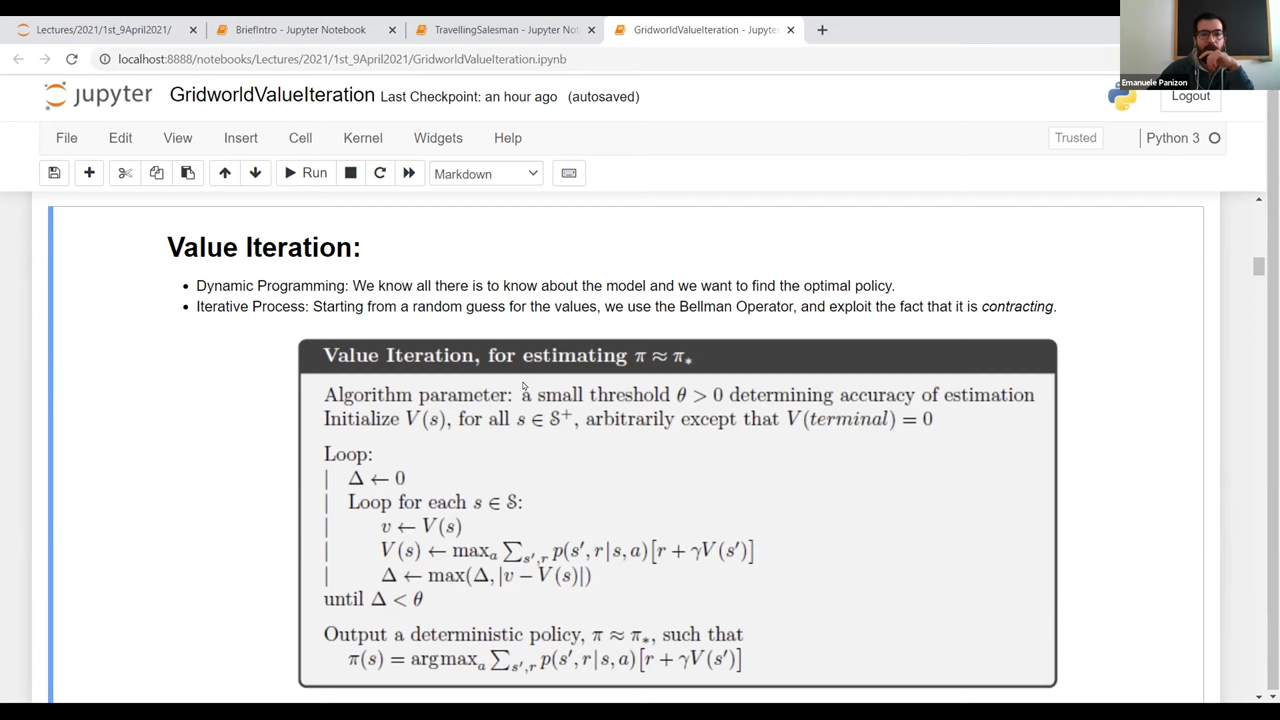 Lectures/2021/1st_9April2021/
BriefIntro - Jupyter Notebook
TravellingSalesman - Jupyter Not
GridworldValueIteration - Jupyte
localhost:8888/notebooks/Lectures/2021/1st_9April2021/GridworldValueIteration.ipynb
Emanuele Panizon
jupyter GridworldValueIteration Last Checkpoint: an hour ago (autosaved)
Logout
File Edit View Insert Cell Kernel Widgets Help
Trusted Python 3
Run Markdown
Value Iteration:
• Dynamic Programming: We know all there is to know about the model and we want to find the optimal policy.
• Iterative Process: Starting from a random guess for the values, we use the Bellman Operator, and exploit the fact that it is contracting.
Value Iteration, for estimating π ≈ π*
Algorithm parameter: a small threshold θ > 0 determining accuracy of estimation
Initialize V(s), for all s ∈ S⁺, arbitrarily except that V(terminal) = 0
Loop:
| Δ ← 0
| Loop for each s ∈ S:
| v ← V(s)
| V(s) ← maxₐ ∑s',r p(s', r|s, a)[r + γV(s')]
| Δ ← max(Δ, |v − V(s)|)
until Δ < θ
Output a deterministic policy, π ≈ π*, such that
π(s) = argmaxₐ ∑s',r p(s', r|s, a)[r + γV(s')]